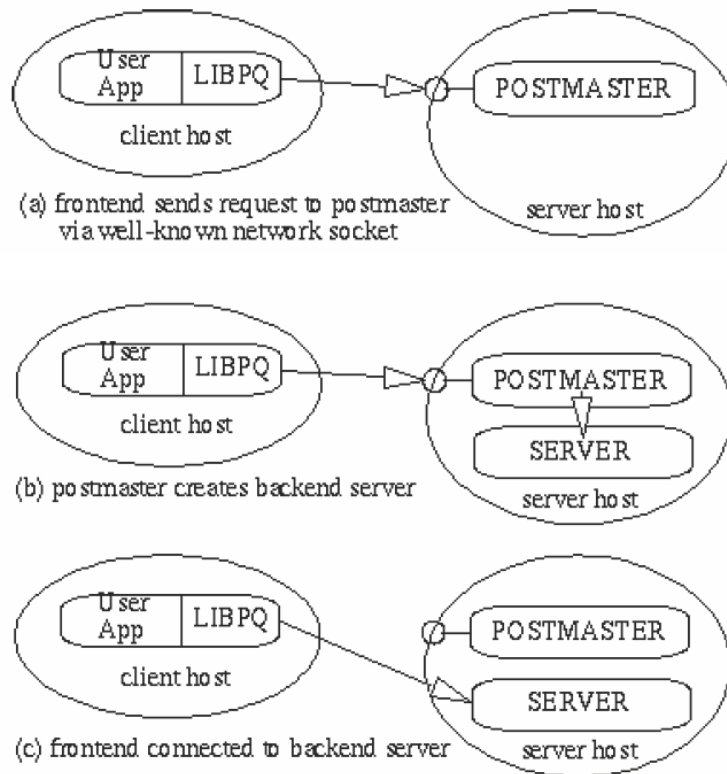 User
App
LIBPQ
client host
POSTMASTER
server host
(a) frontend sends request to postmaster
via well-known network socket
User
App
LIBPQ
client host
POSTMASTER
SERVER
server host
(b) postmaster creates backend server
User
App
LIBPQ
client host
POSTMASTER
SERVER
server host
(c) frontend connected to backend server